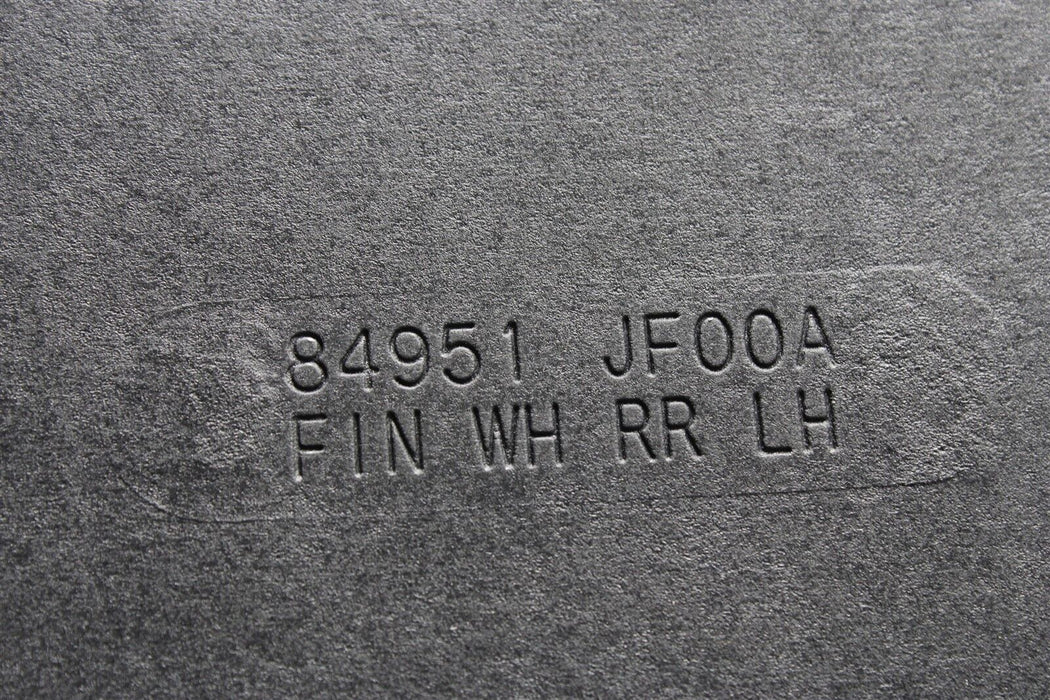 84951 JF00A
FIN WH RR LH